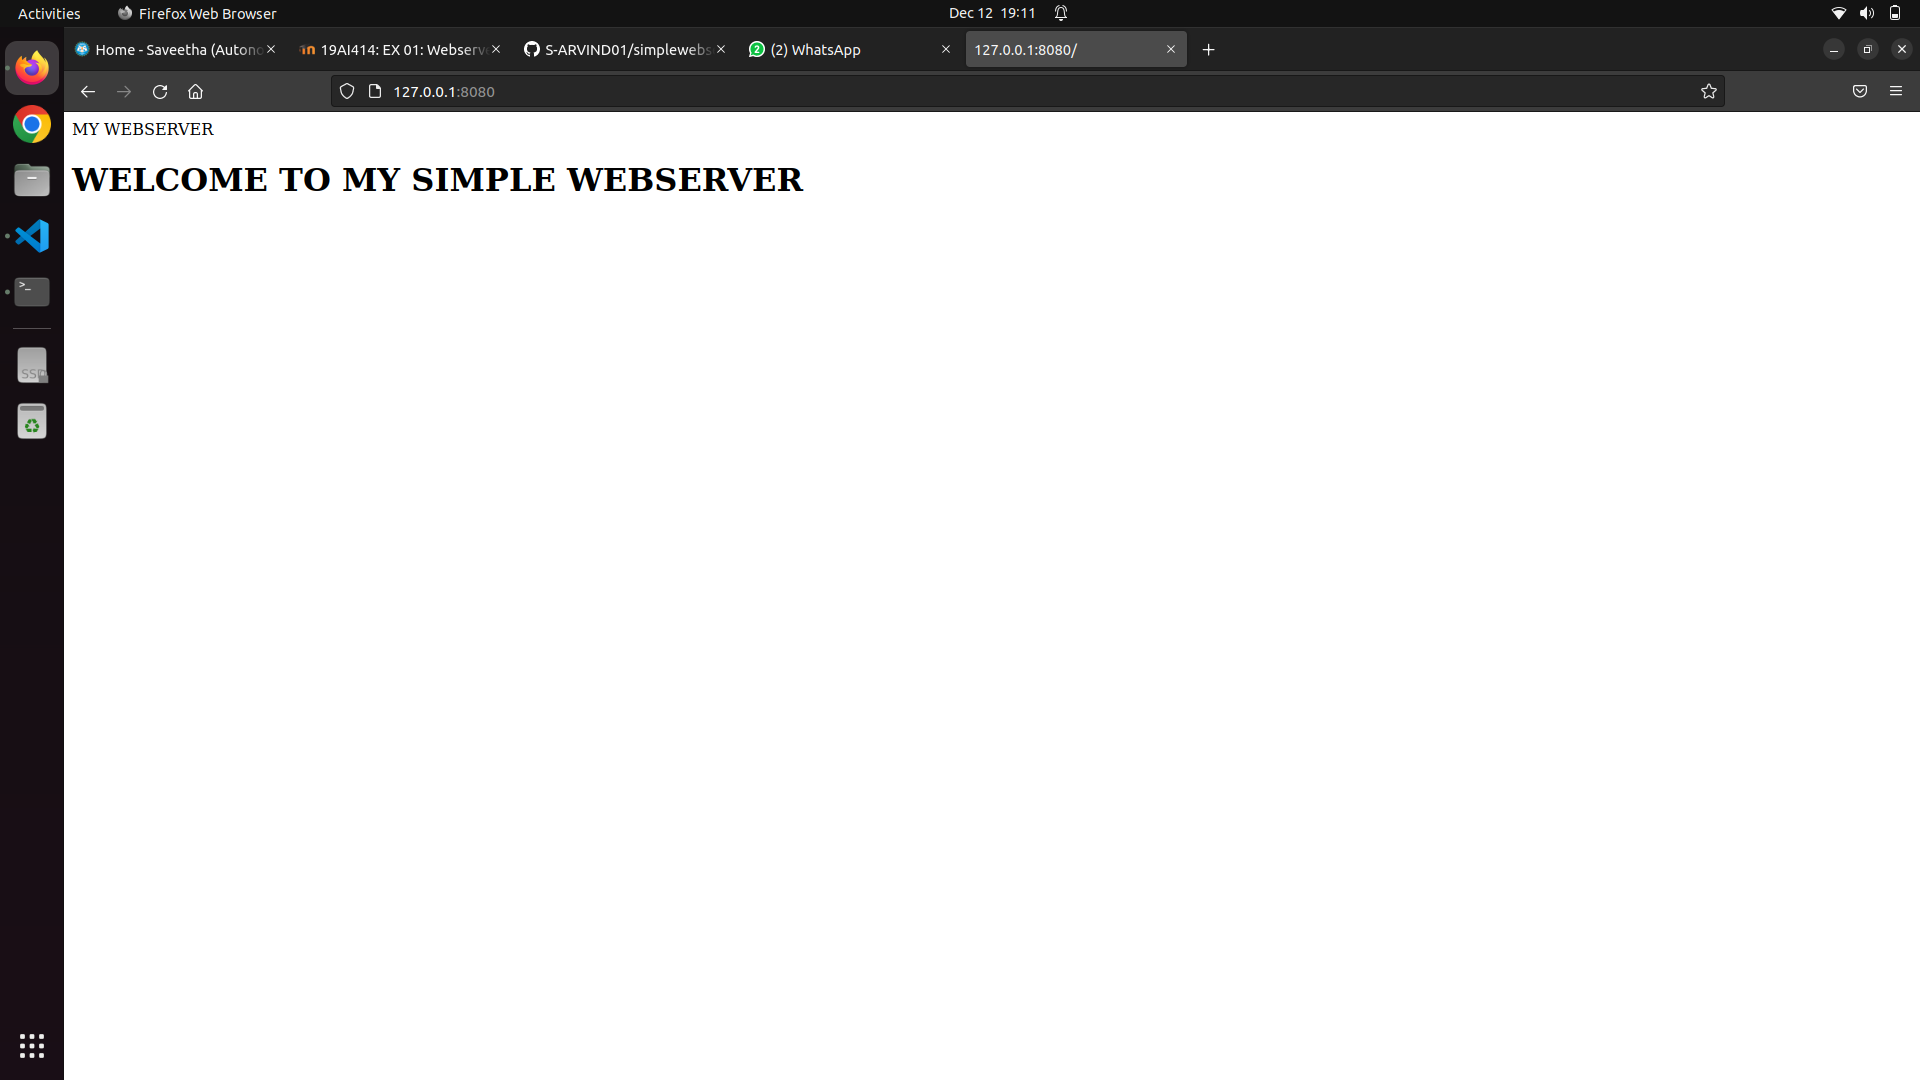 Activities Firefox Web Browser Dec 12 19:11
Home - Saveetha (Autono 19AI414: EX 01: Webserve S-ARVIND01/simplewebs (2) WhatsApp 127.0.0.1:8080/
127.0.0.1:8080
MY WEBSERVER
WELCOME TO MY SIMPLE WEBSERVER
>_
SSD